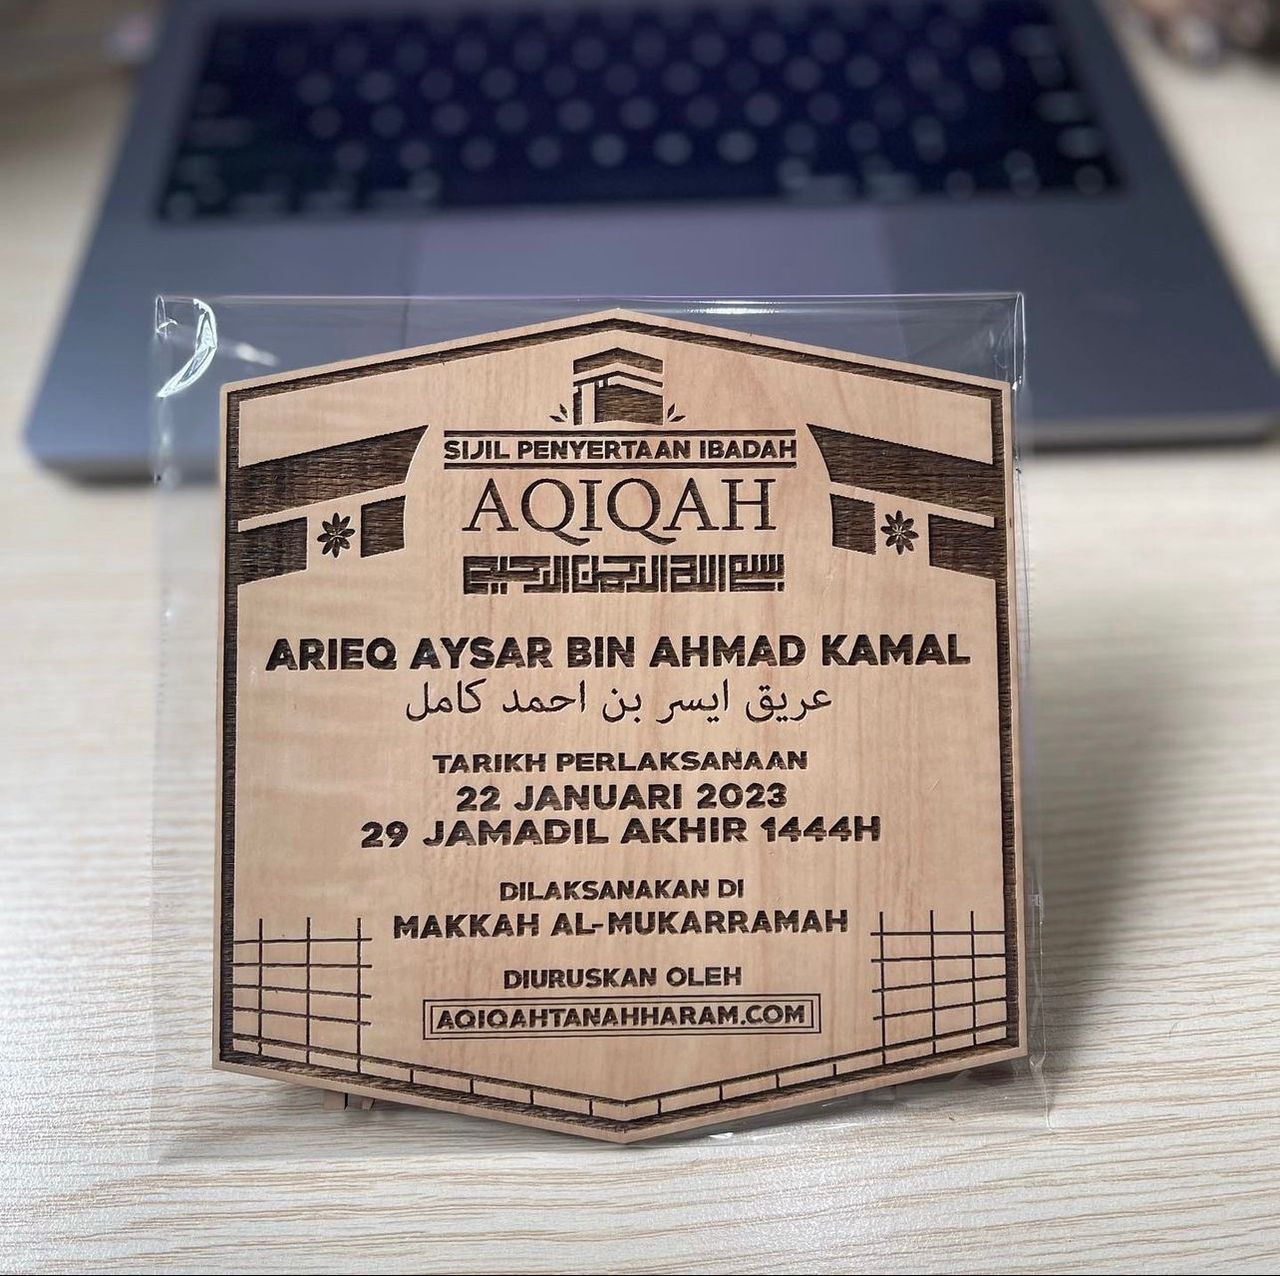 SIJIL PENYERTAAN IBADAH
AQIQAH
بسم الله الرحمن الرحيم
ARIEQ AYSAR BIN AHMAD KAMAL
عريق ايسر بن احمد كامل
TARIKH PERLAKSANAAN
22 JANUARI 2023
29 JAMADIL AKHIR 1444H
DILAKSANAKAN DI
MAKKAH AL-MUKARRAMAH
DIURUSKAN OLEH
AQIQAHTANAHHARAM.COM